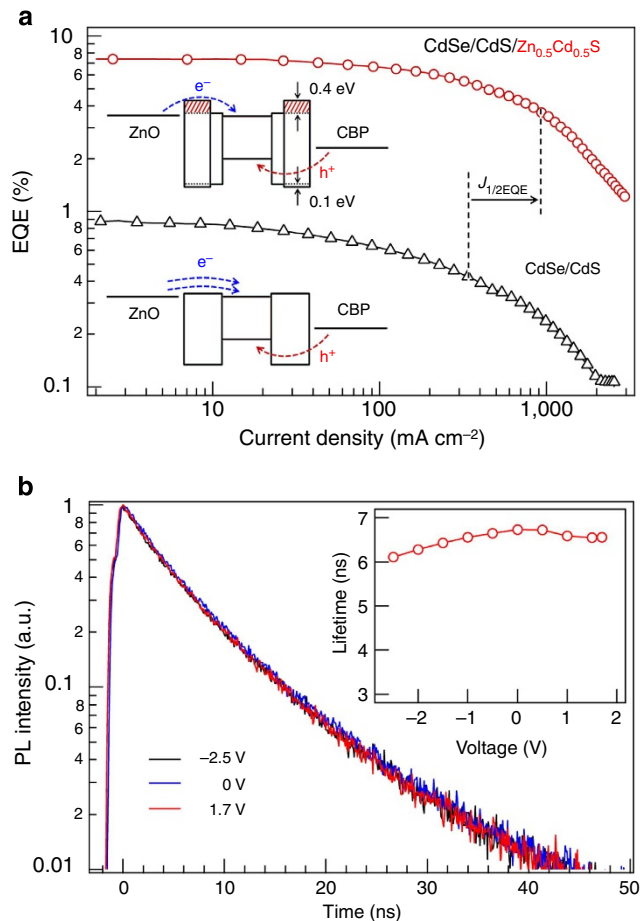 a
CdSe/CdS/Zn0.5Cd0.5S
10
8
6
4
2
1
8
6
4
2
0.1
EQE (%)
e−
0.4 eV
ZnO
CBP
h+
0.1 eV
J1/2EQE
CdSe/CdS
e−
ZnO
CBP
h+
10
100
1,000
Current density (mA cm−2)
b
1
8
6
4
2
0.1
8
6
4
2
0.01
PL intensity (a.u.)
−2.5 V
0 V
1.7 V
7
6
5
4
3
Lifetime (ns)
−2
−1
0
1
2
Voltage (V)
0
10
20
30
40
50
Time (ns)